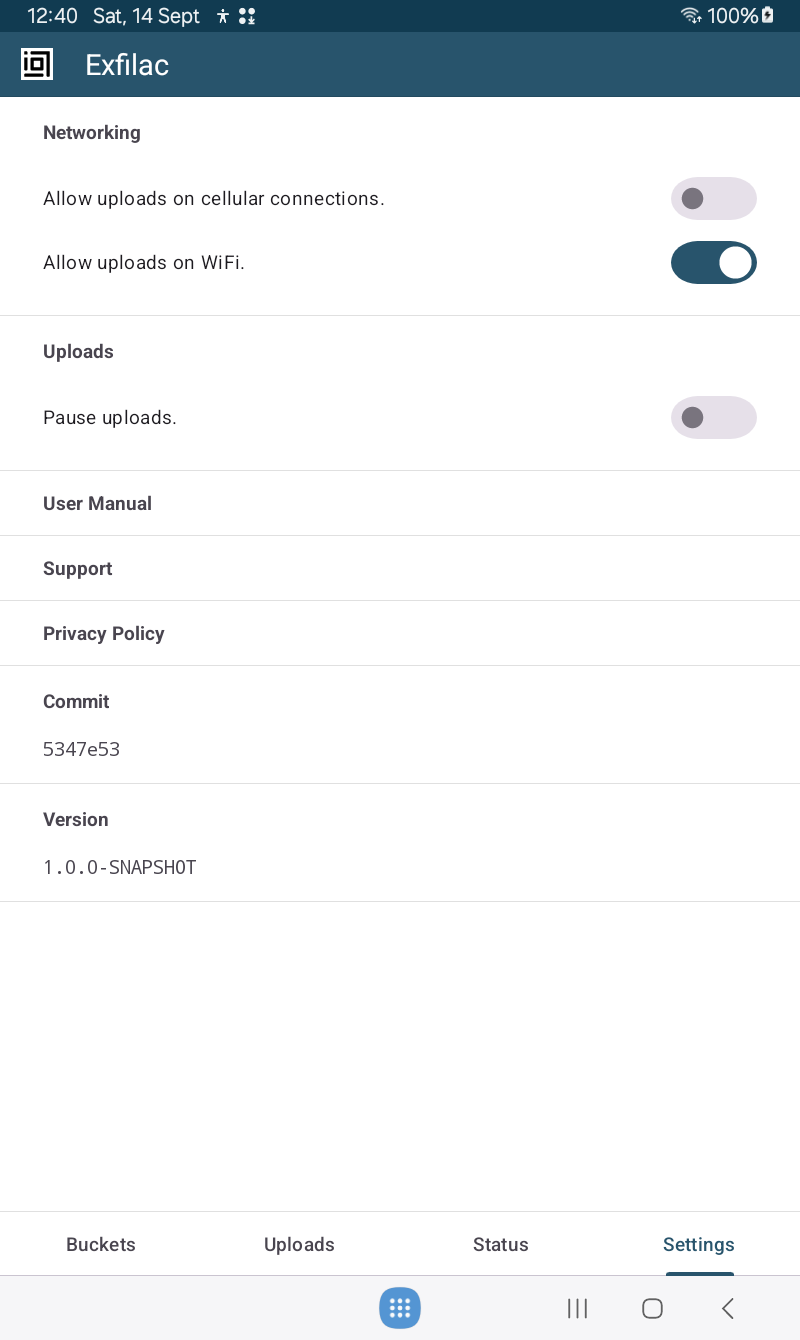 12:40 Sat, 14 Sept 100%
Exfilac
Networking
Allow uploads on cellular connections.
Allow uploads on WiFi.
Uploads
Pause uploads.
User Manual
Support
Privacy Policy
Commit
5347e53
Version
1.0.0-SNAPSHOT
Buckets Uploads Status Settings